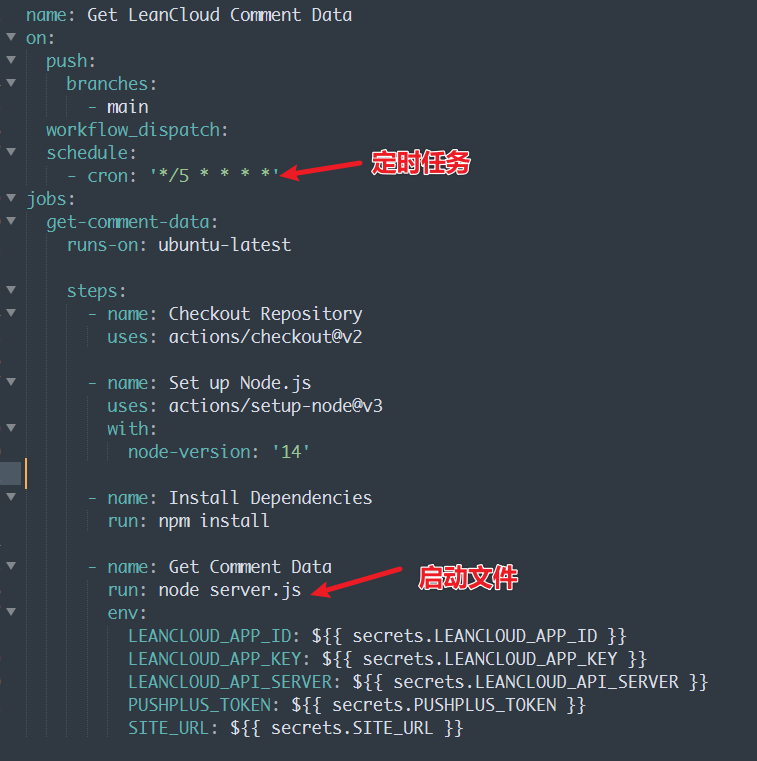 name: Get LeanCloud Comment Data
on:
  push:
    branches:
      - main
  workflow_dispatch:
  schedule:
    - cron: '*/5 * * * *' 定时任务
jobs:
  get-comment-data:
    runs-on: ubuntu-latest

    steps:
      - name: Checkout Repository
        uses: actions/checkout@v2

      - name: Set up Node.js
        uses: actions/setup-node@v3
        with:
          node-version: '14'

      - name: Install Dependencies
        run: npm install

      - name: Get Comment Data
        run: node server.js 启动文件
        env:
          LEANCLOUD_APP_ID: ${{ secrets.LEANCLOUD_APP_ID }}
          LEANCLOUD_APP_KEY: ${{ secrets.LEANCLOUD_APP_KEY }}
          LEANCLOUD_API_SERVER: ${{ secrets.LEANCLOUD_API_SERVER }}
          PUSHPLUS_TOKEN: ${{ secrets.PUSHPLUS_TOKEN }}
          SITE_URL: ${{ secrets.SITE_URL }}